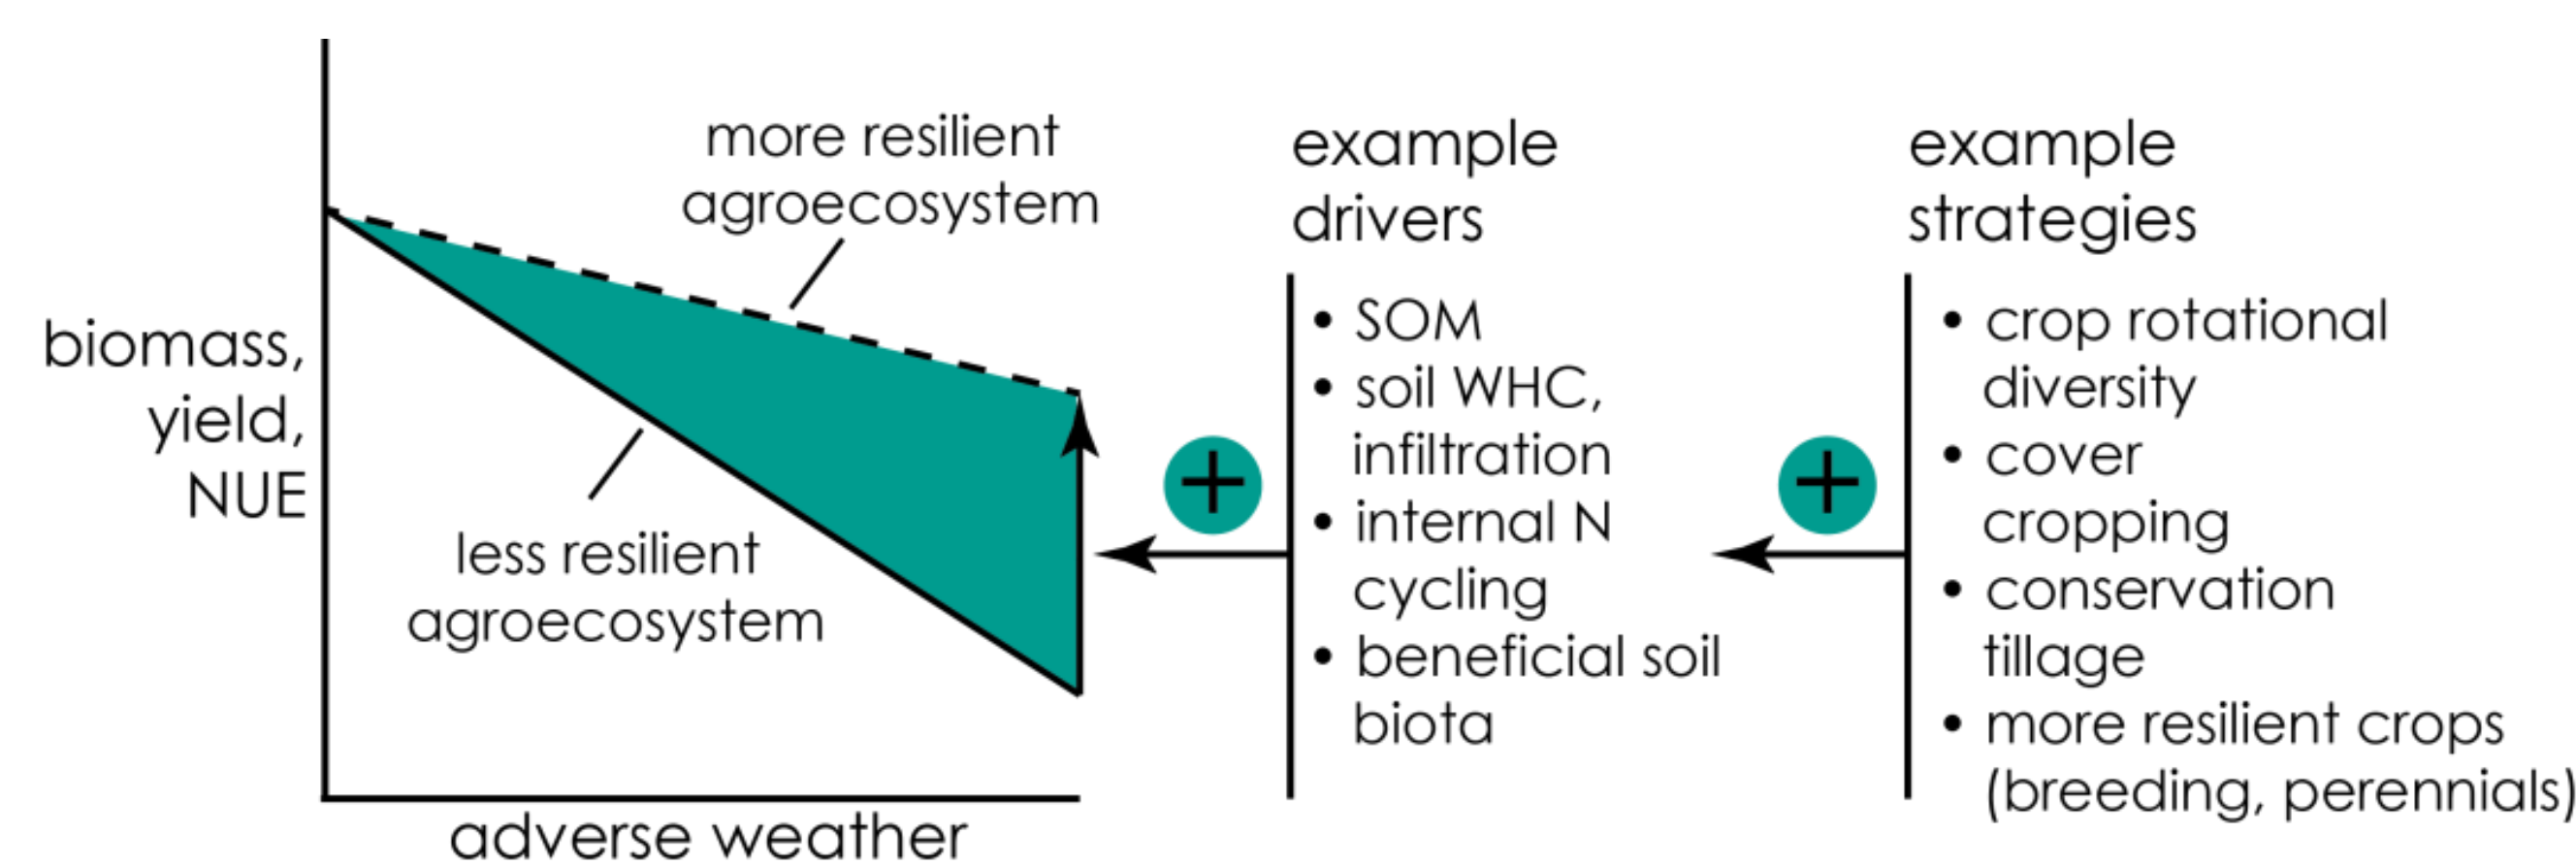 biomass,
yield,
NUE
more resilient
agroecosystem
less resilient
agroecosystem
adverse weather
+
example
drivers
• SOM
• soil WHC,
infiltration
• internal N
cycling
• beneficial soil
biota
+
example
strategies
• crop rotational
diversity
• cover
cropping
• conservation
tillage
• more resilient crops
(breeding, perennials)